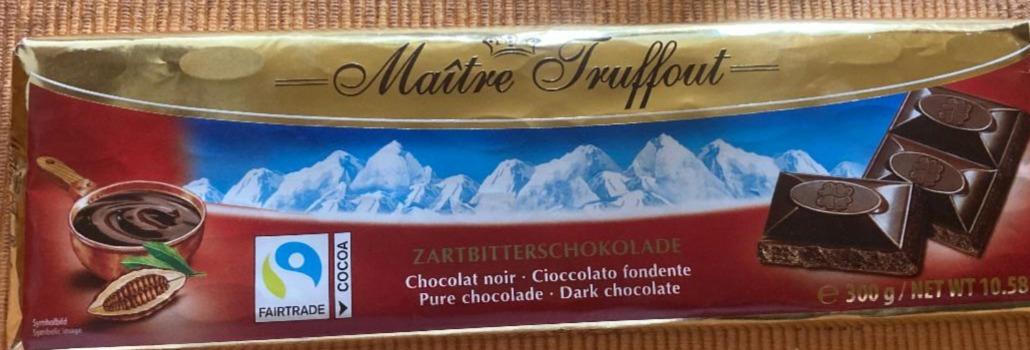 Maître Truffout
ZARTBITTERSCHOKOLADE
Chocolat noir · Cioccolato fondente
Pure chocolade · Dark chocolate
FAIRTRADE
COCOA
℮ 300 g / NET WT 10.58
Symbolbild
Symbolic image